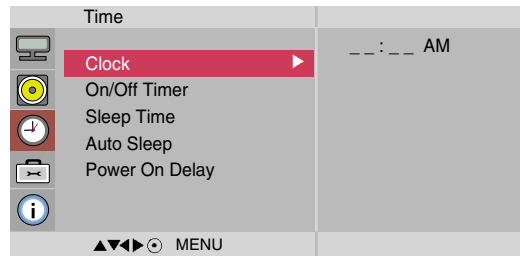 Time
Clock ▶
_ _ : _ _ AM
On/Off Timer
Sleep Time
Auto Sleep
Power On Delay
▲▼◀▶⊙ MENU